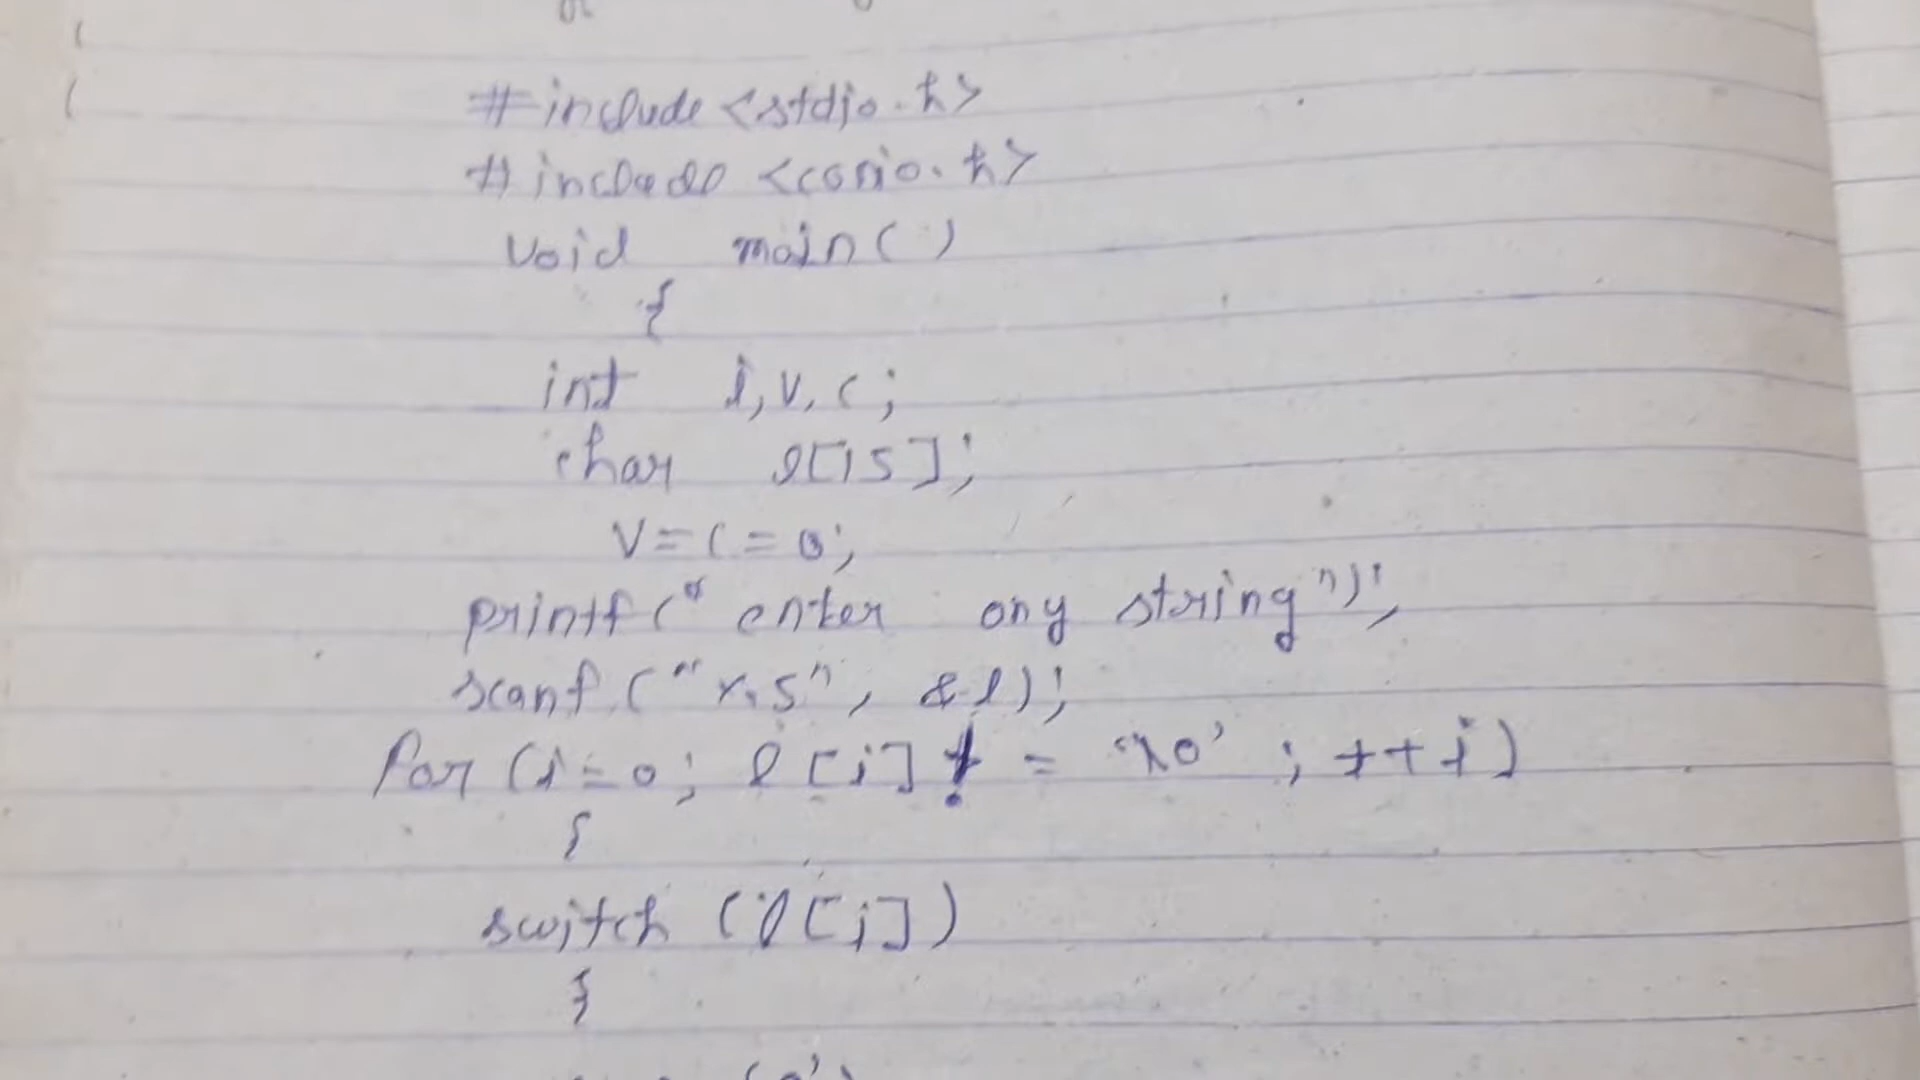 #include <stdio.h>
#include <conio.h>
void main( )
{
int i, v, c;
char l[15];
v=c=0;
printf(" enter any string");
scanf ("%s", &l);
for (i=0; l[i] != '\0' ; ++i)
{
switch (l[i])
{